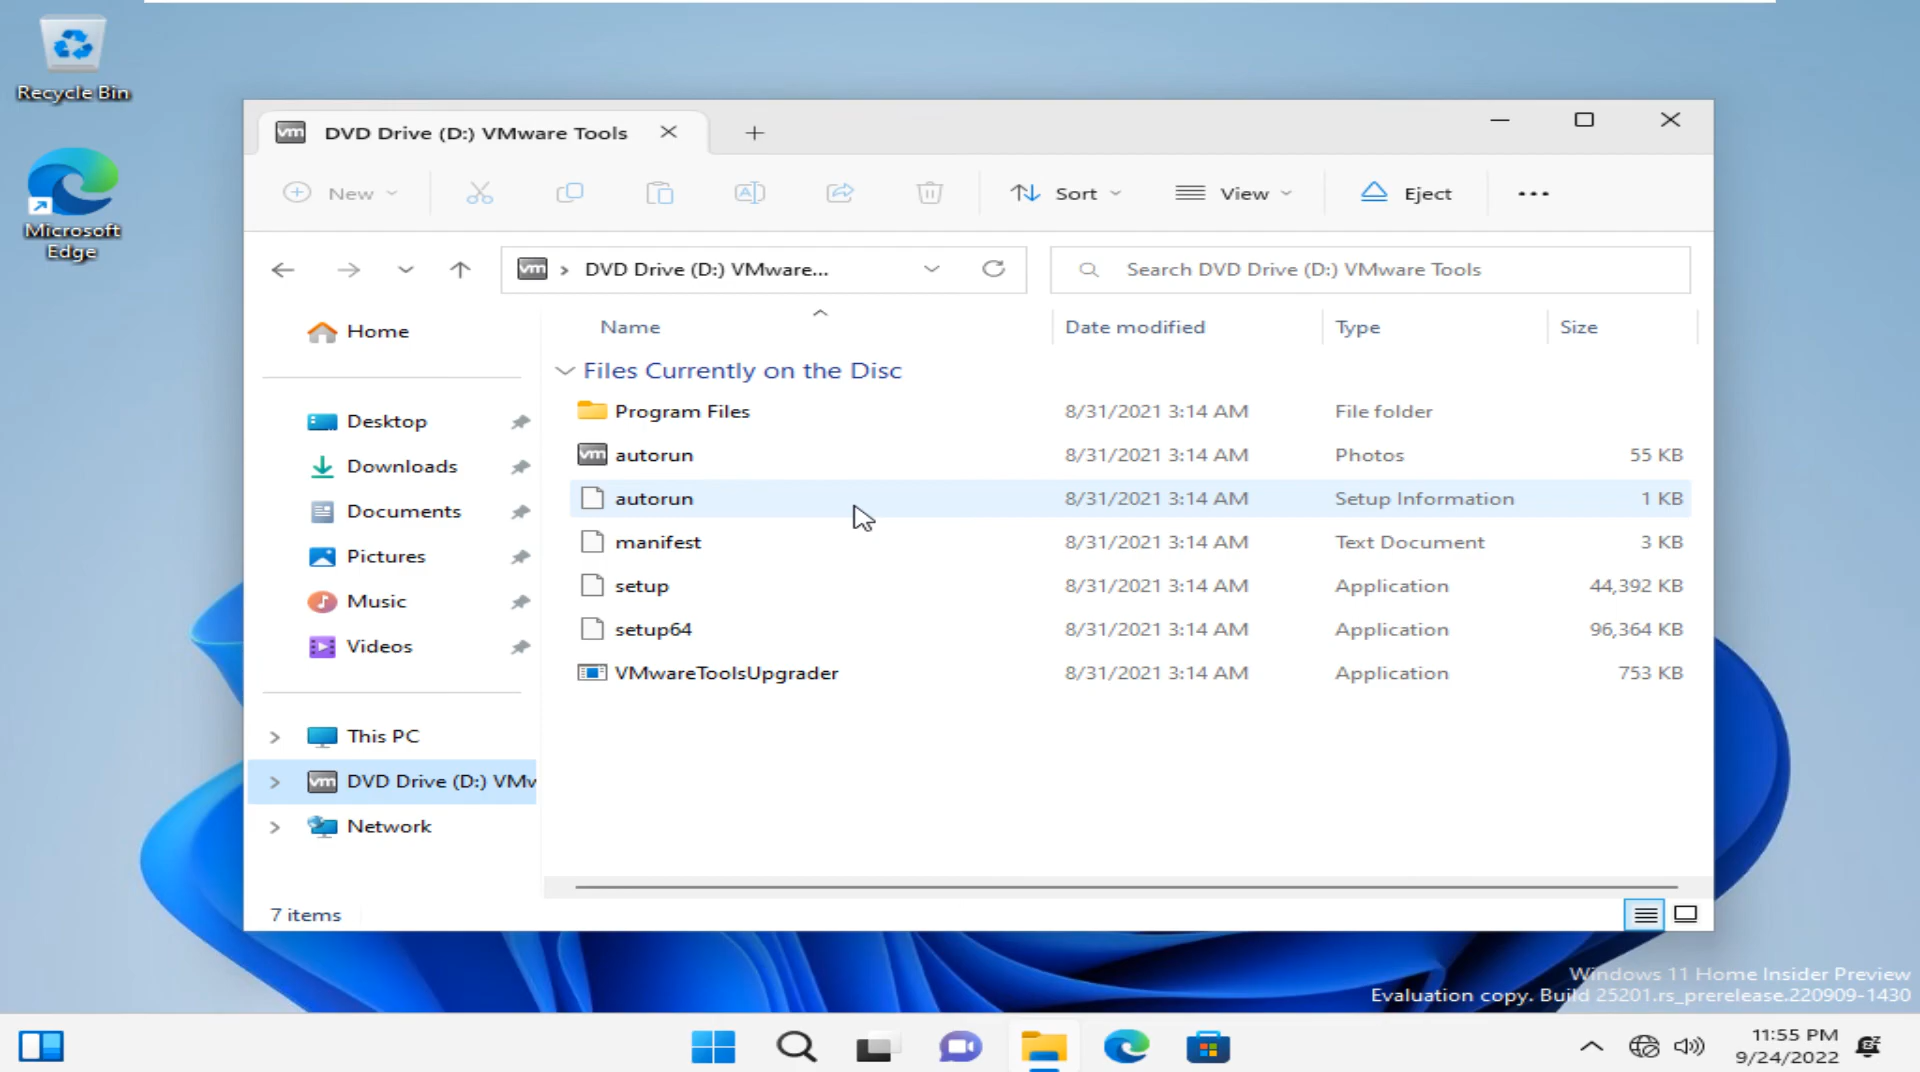 Recycle Bin
Microsoft
Edge
vm DVD Drive (D:) VMware Tools
New
Sort
View
Eject
vm DVD Drive (D:) VMware...
Search DVD Drive (D:) VMware Tools
Home
Desktop
Downloads
Documents
Pictures
Music
Videos
This PC
vm DVD Drive (D:) VMw
Network
Name Date modified Type Size
Files Currently on the Disc
Program Files 8/31/2021 3:14 AM File folder
vm autorun 8/31/2021 3:14 AM Photos 55 KB
autorun 8/31/2021 3:14 AM Setup Information 1 KB
manifest 8/31/2021 3:14 AM Text Document 3 KB
setup 8/31/2021 3:14 AM Application 44,392 KB
setup64 8/31/2021 3:14 AM Application 96,364 KB
VMwareToolsUpgrader 8/31/2021 3:14 AM Application 753 KB
7 items
Windows 11 Home Insider Preview
Evaluation copy. Build 25201.rs_prerelease.220909-1430
11:55 PM
9/24/2022